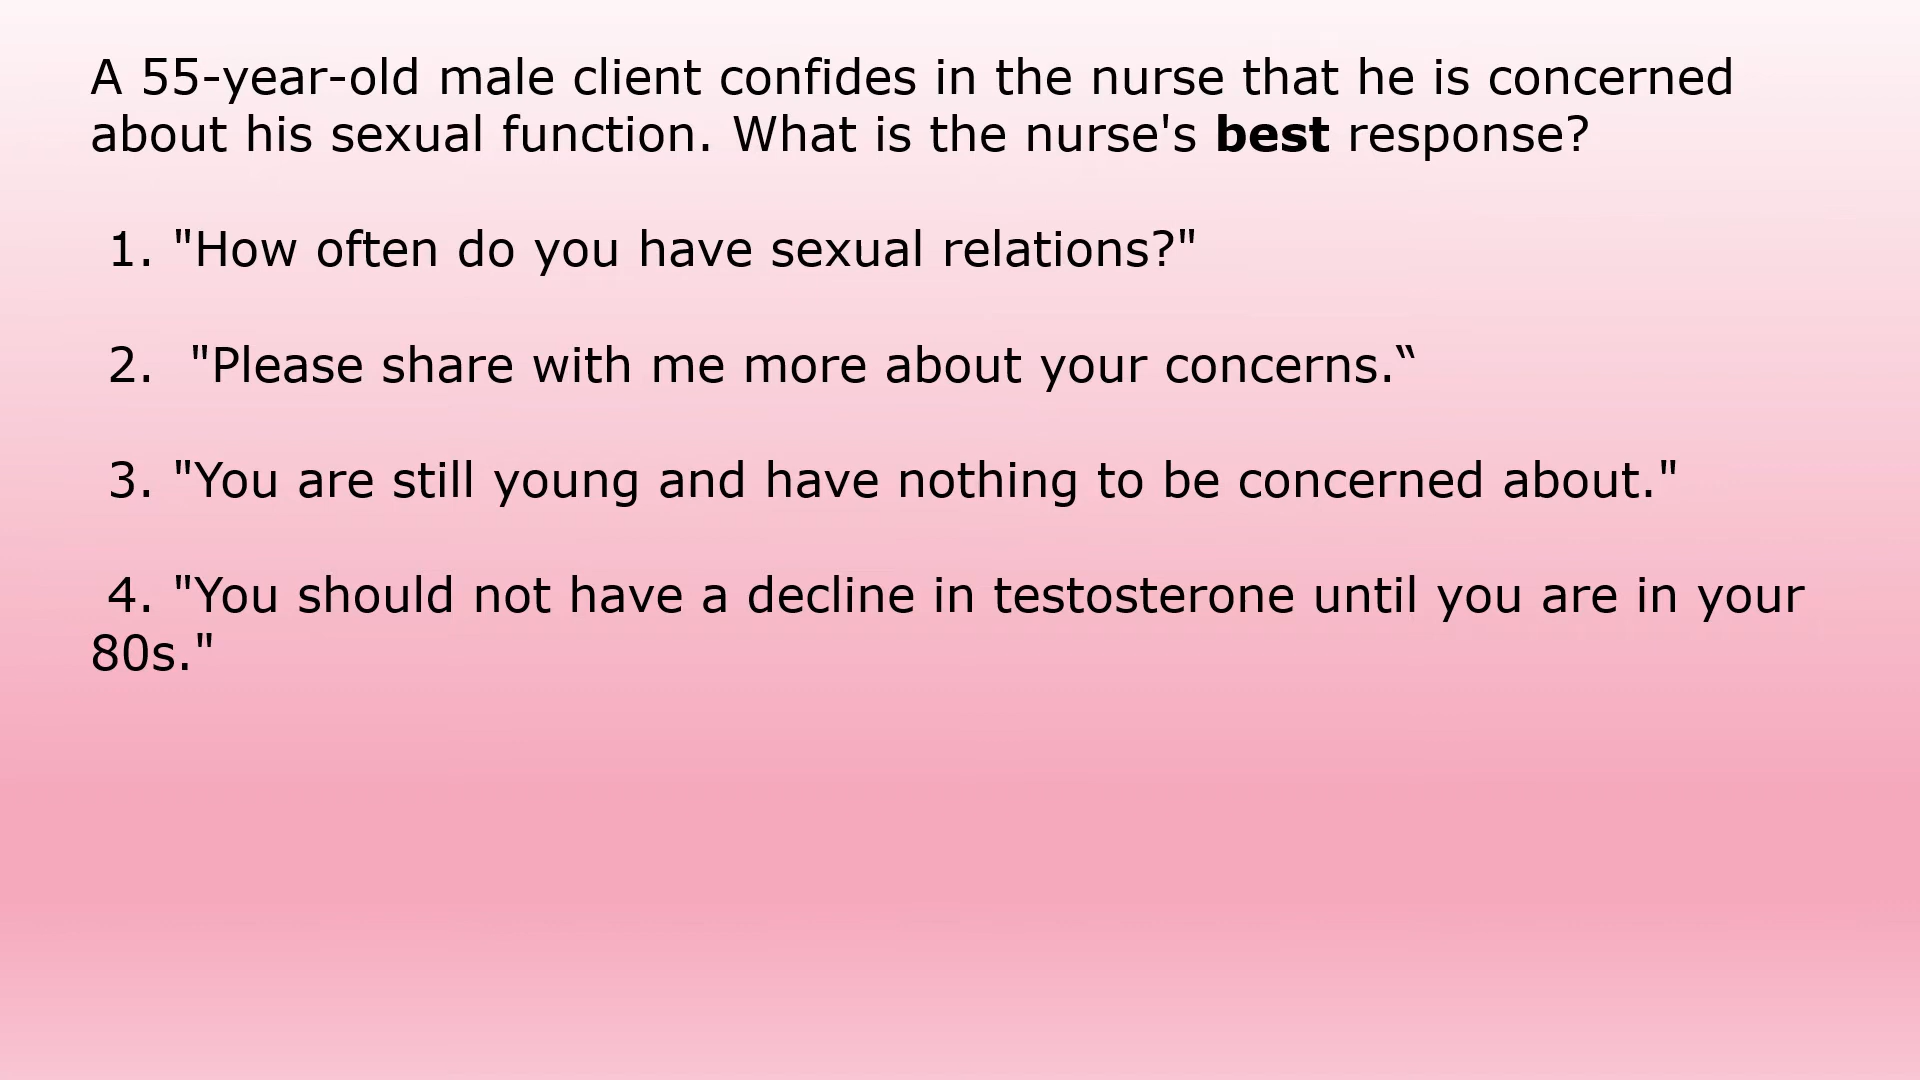 A 55-year-old male client confides in the nurse that he is concerned
about his sexual function. What is the nurse's best response?
1. "How often do you have sexual relations?"
2. "Please share with me more about your concerns.“
3. "You are still young and have nothing to be concerned about."
4. "You should not have a decline in testosterone until you are in your
80s."